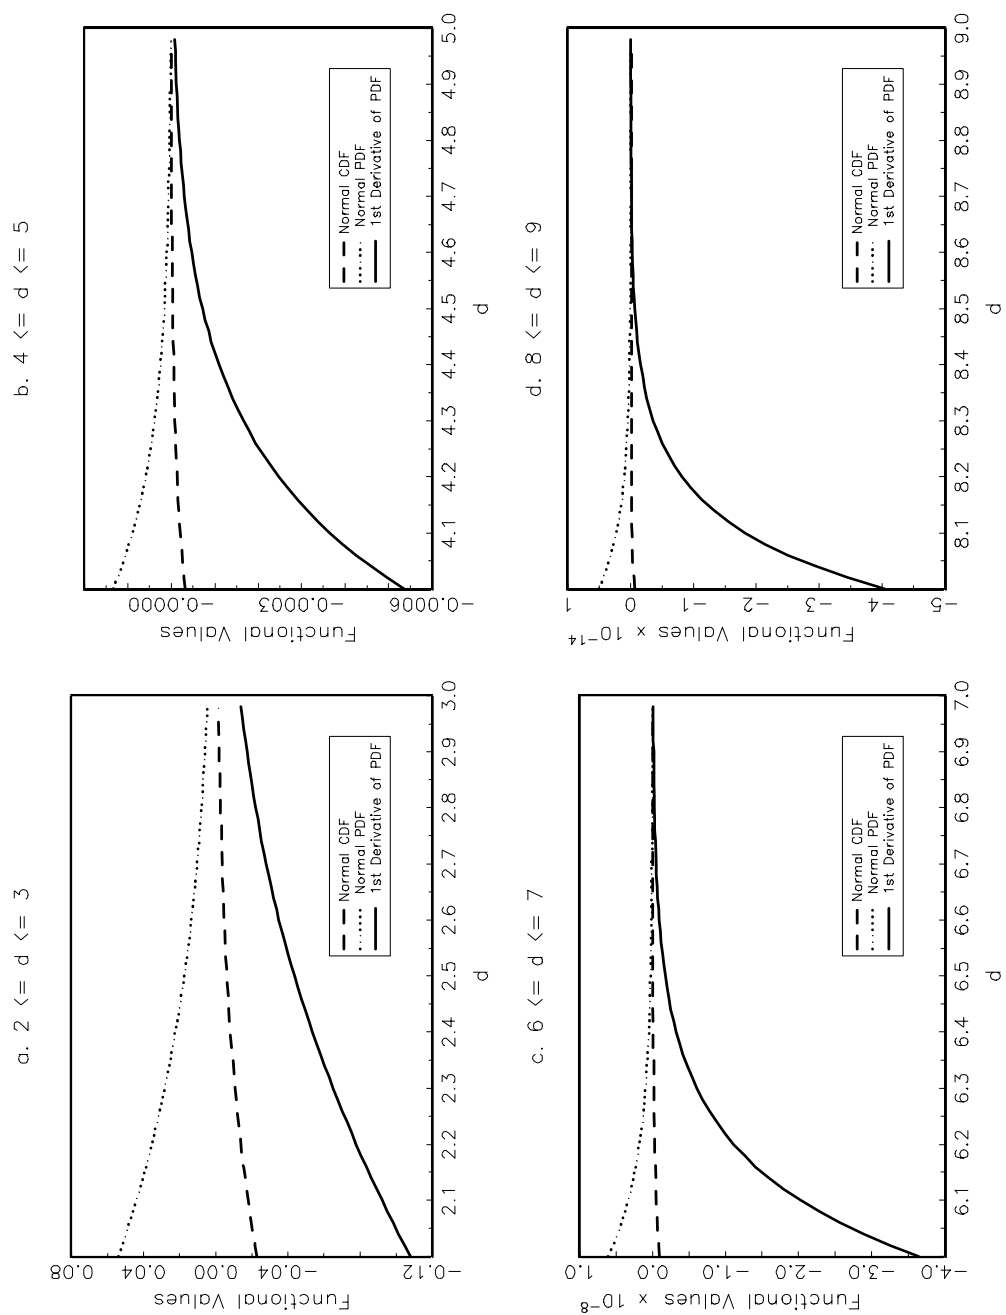 a. 2 <= d <= 3
Functional Values
0.08
0.04
0.00
−0.04
−0.12
2.1 2.2 2.3 2.4 2.5 2.6 2.7 2.8 2.9 3.0
d
Normal CDF
Normal PDF
1st Derivative of PDF
b. 4 <= d <= 5
Functional Values
−0.0000
−0.0003
−0.0003
−0.0006
4.1 4.2 4.3 4.4 4.5 4.6 4.7 4.8 4.9 5.0
d
Normal CDF
Normal PDF
1st Derivative of PDF
c. 6 <= d <= 7
Functional Values x 10⁻⁸
1.0
0.0
−1.0
−2.0
−3.0
−4.0
6.1 6.2 6.3 6.4 6.5 6.6 6.7 6.8 6.9 7.0
d
Normal CDF
Normal PDF
1st Derivative of PDF
d. 8 <= d <= 9
Functional Values x 10⁻¹⁴
1
0
−1
−2
−3
−4
−5
8.1 8.2 8.3 8.4 8.5 8.6 8.7 8.8 8.9 9.0
d
Normal CDF
Normal PDF
1st Derivative of PDF